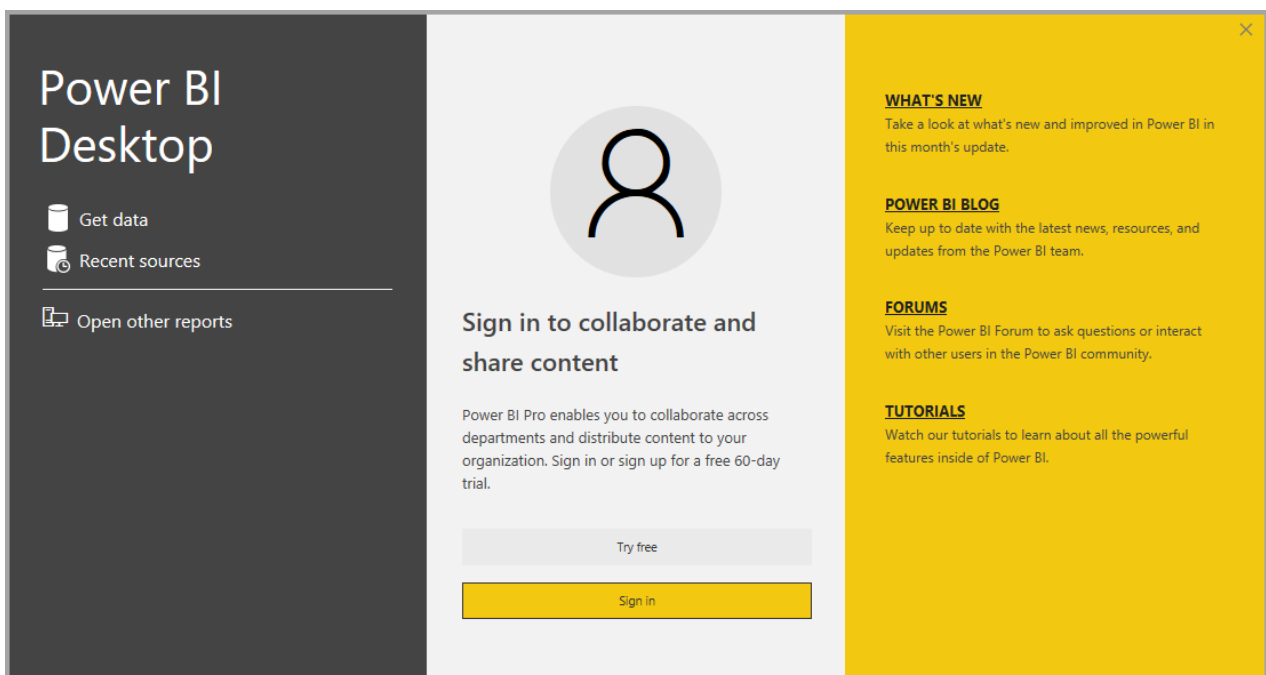 Power BI
Desktop
Get data
Recent sources
Open other reports
Sign in to collaborate and
share content
Power BI Pro enables you to collaborate across
departments and distribute content to your
organization. Sign in or sign up for a free 60-day
trial.
Try free
Sign in
WHAT'S NEW
Take a look at what's new and improved in Power BI in
this month's update.
POWER BI BLOG
Keep up to date with the latest news, resources, and
updates from the Power BI team.
FORUMS
Visit the Power BI Forum to ask questions or interact
with other users in the Power BI community.
TUTORIALS
Watch our tutorials to learn about all the powerful
features inside of Power BI.